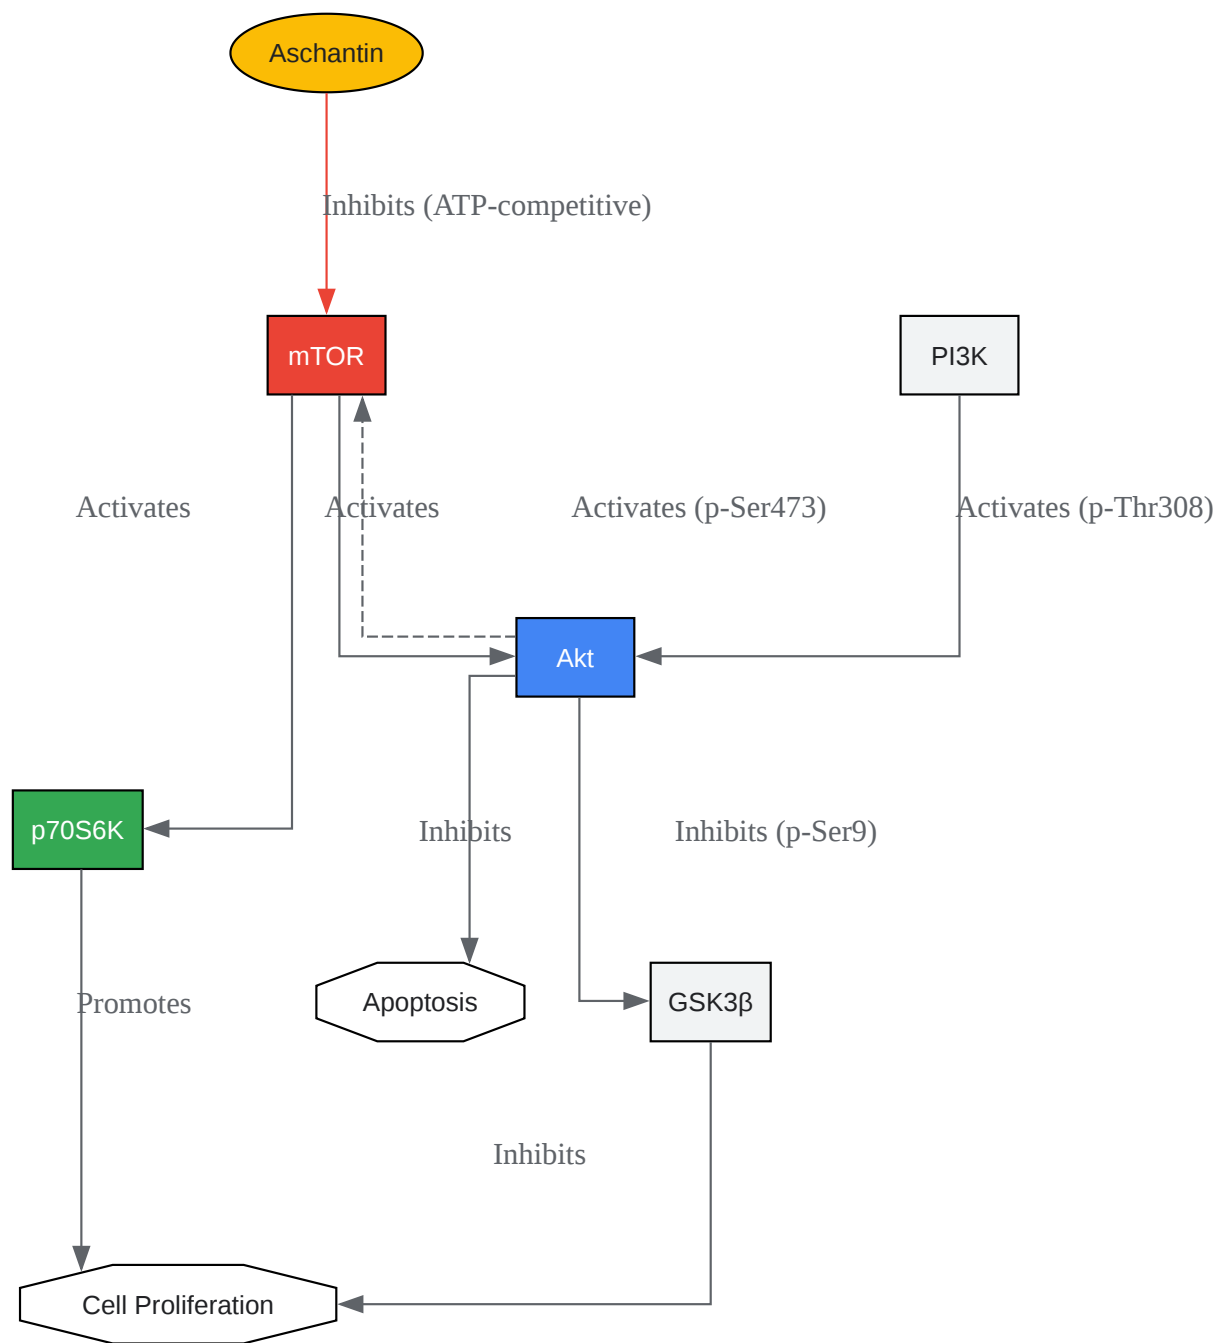 Aschantin
Inhibits (ATP-competitive)
mTOR
PI3K
Activates
Activates
Activates (p-Ser473)
Activates (p-Thr308)
Akt
p70S6K
Inhibits
Inhibits (p-Ser9)
Promotes
Apoptosis
GSK3β
Inhibits
Cell Proliferation